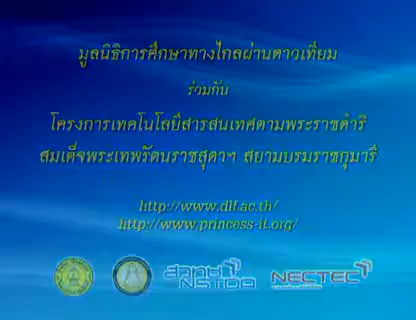 มูลนิธิการศึกษาทางไกลผ่านดาวเทียม
ร่วมกับ
โครงการเทคโนโลยีสารสนเทศตามพระราชดำริ
สมเด็จพระเทพรัตนราชสุดาฯ สยามบรมราชกุมารี
http://www.dlf.ac.th/
http://www.princess-it.org/
สวทช
NSTDA
NECTEC